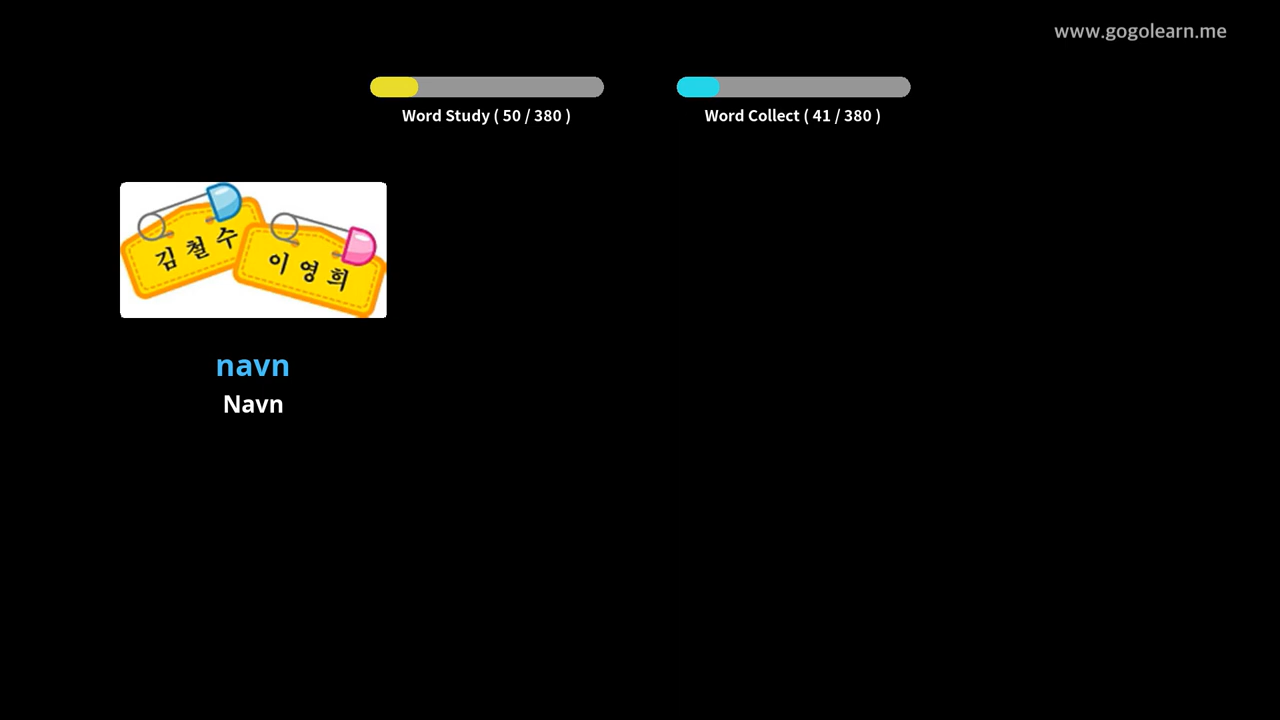 www.gogolearn.me
Word Study ( 50 / 380 )
Word Collect ( 41 / 380 )
김철수
이영희
navn
Navn